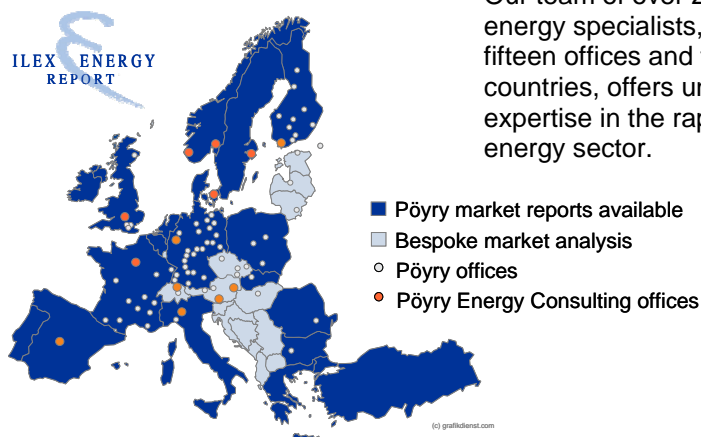 ILEX ENERGY
REPORT
energy specialists,
fifteen offices and
countries, offers
expertise in the
energy sector.
Pöyry market reports available
Bespoke market analysis
Pöyry offices
Pöyry Energy Consulting offices
(c) grafikdienst.com